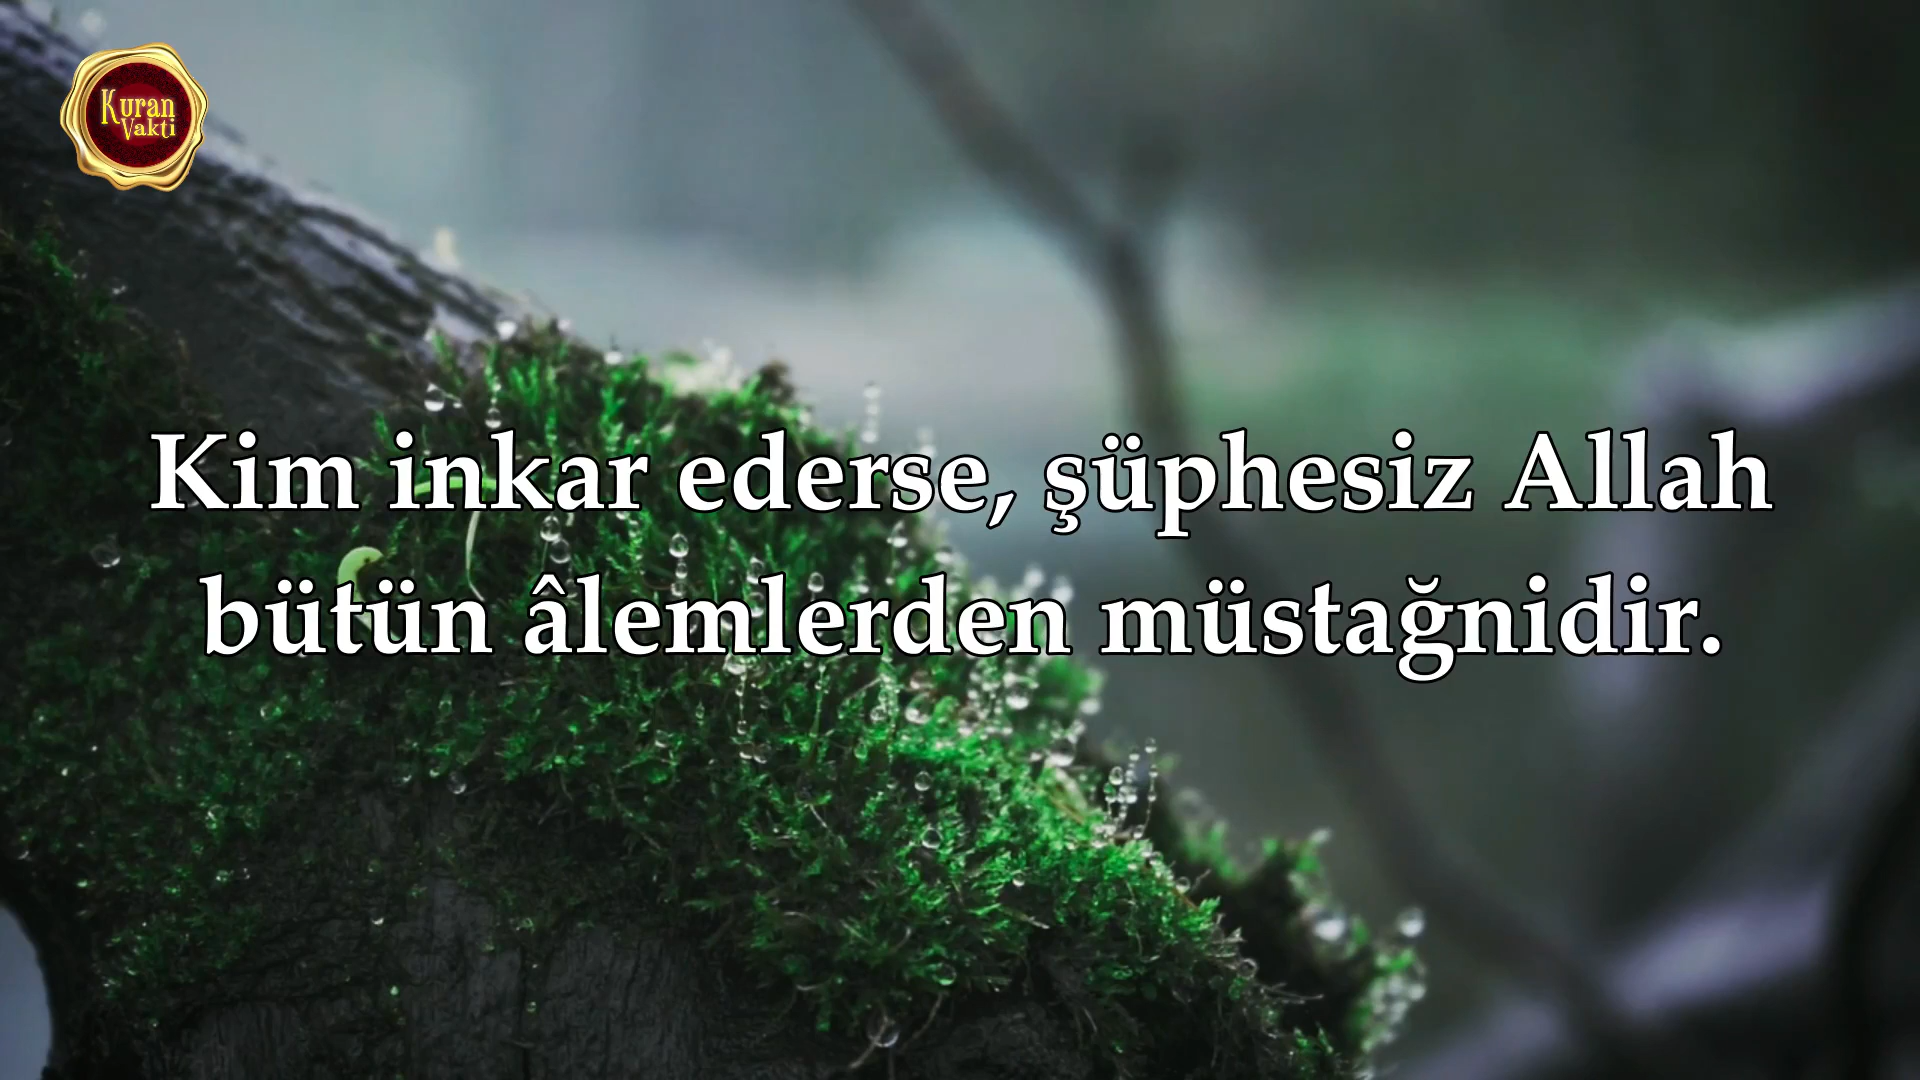 Kuran
Vakti
Kim inkar ederse, şüphesiz Allah
bütün âlemlerden müstağnidir.